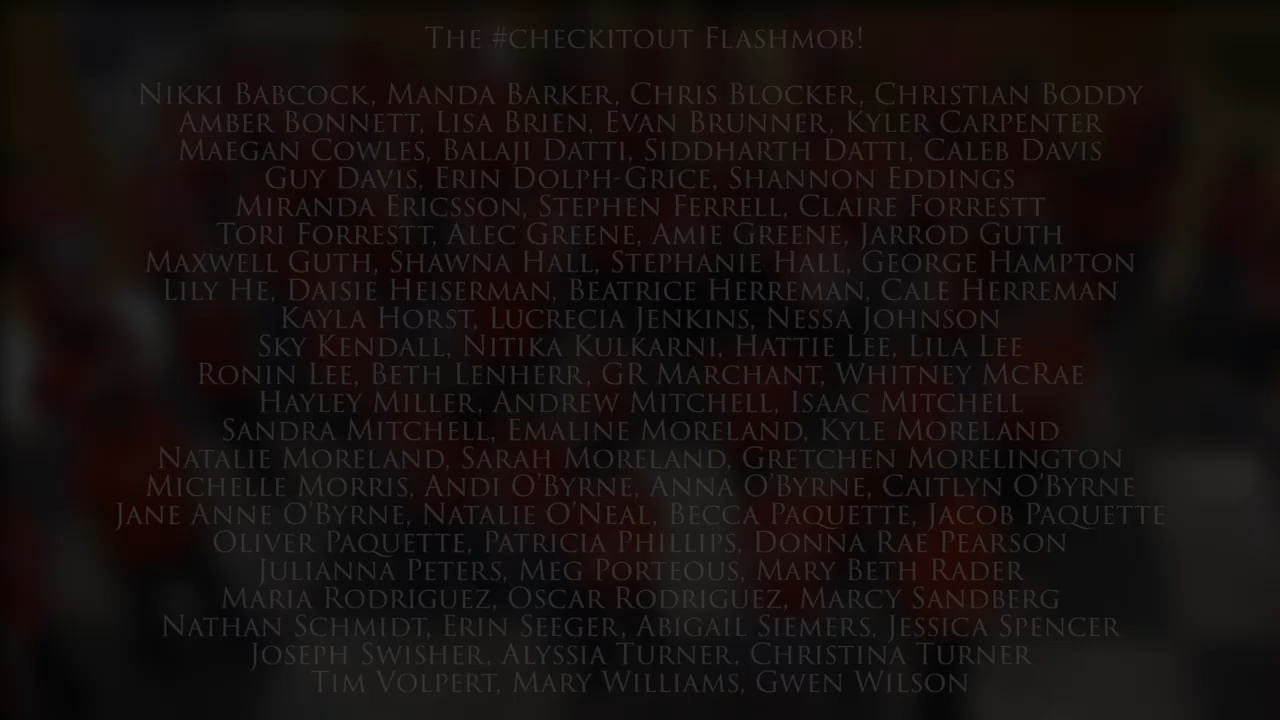 The #checkitout Flashmob!
Nikki Babcock, Manda Barker, Chris Blocker, Christian Boddy
Amber Bonnett, Lisa Brien, Evan Brunner, Kyler Carpenter
Maegan Cowles, Balaji Datti, Siddharth Datti, Caleb Davis
Guy Davis, Erin Dolph-Grice, Shannon Eddings
Miranda Ericsson, Stephen Ferrell, Claire Forrestt
Tori Forrestt, Alec Greene, Amie Greene, Jarrod Guth
Maxwell Guth, Shawna Hall, Stephanie Hall, George Hampton
Lily He, Daisie Heiserman, Beatrice Herreman, Cale Herreman
Kayla Horst, Lucrecia Jenkins, Nessa Johnson
Sky Kendall, Nitika Kulkarni, Hattie Lee, Lila Lee
Ronin Lee, Beth Lenherr, GR Marchant, Whitney McRae
Hayley Miller, Andrew Mitchell, Isaac Mitchell
Sandra Mitchell, Emaline Moreland, Kyle Moreland
Natalie Moreland, Sarah Moreland, Gretchen Morelington
Michelle Morris, Andi O'Byrne, Anna O'Byrne, Caitlyn O'Byrne
Jane Anne O'Byrne, Natalie O'Neal, Becca Paquette, Jacob Paquette
Oliver Paquette, Patricia Phillips, Donna Rae Pearson
Julianna Peters, Meg Porteous, Mary Beth Rader
Maria Rodriguez, Oscar Rodriguez, Marcy Sandberg
Nathan Schmidt, Erin Seeger, Abigail Siemers, Jessica Spencer
Joseph Swisher, Alyssia Turner, Christina Turner
Tim Volpert, Mary Williams, Gwen Wilson